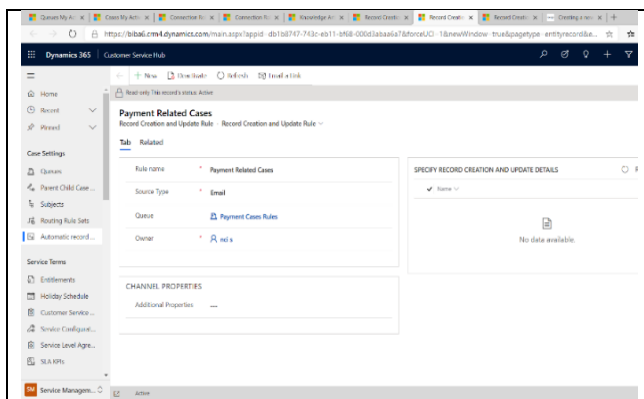 Queues My Ac
Cases My Activ
Connection Ro
Connection Ro
Knowledge Ar
Record Creatio
Record Creatio
Record Creatio
Creating a new
https://biba6.crm4.dynamics.com/main.aspx?appid=db1b8747-743c-eb11-bf68-000d3abaa6a7&forceUCI=1&newWindow=true&pagetype=entityrecord&e...
Dynamics 365 Customer Service Hub
New Deactivate Refresh Email a Link
Read-only This record's status: Active
Home
Recent
Pinned
Case Settings
Queues
Parent Child Case ...
Subjects
Routing Rule Sets
Automatic record ...
Service Terms
Entitlements
Holiday Schedule
Customer Service ...
Service Configurat...
Service Level Agre...
SLA KPIs
SM Service Managem...
Payment Related Cases
Record Creation and Update Rule · Record Creation and Update Rule
Tab Related
Rule name * Payment Related Cases
Source Type * Email
Queue Payment Cases Rules
Owner * nd s
CHANNEL PROPERTIES
Additional Properties ---
SPECIFY RECORD CREATION AND UPDATE DETAILS
Name
No data available.
Active